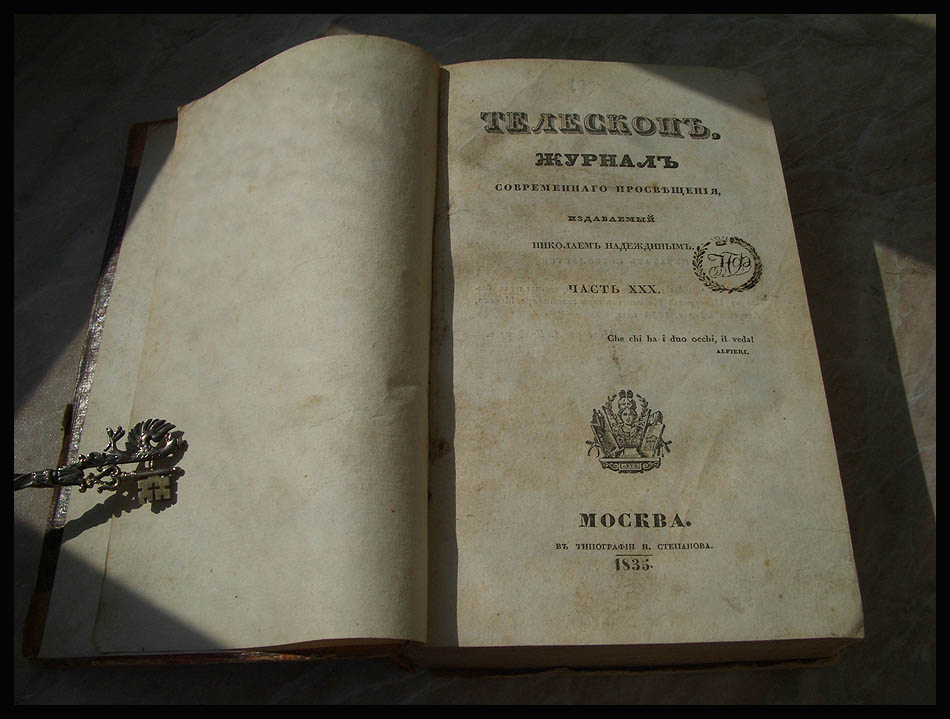 ТЕЛЕСКОПЪ.
ЖУРНАЛЪ
СОВРЕМЕННАГО ПРОСВѢЩЕНІЯ,
ИЗДАВАЕМЫЙ
НИКОЛАЕМЪ НАДЕЖДИНЫМЪ.
ЧАСТЬ XXX.
Che chi ha i duo occhi, il veda!
ALFIERI.
МОСКВА.
ВЪ ТИПОГРАФІИ Н. СТЕПАНОВА.
1835.